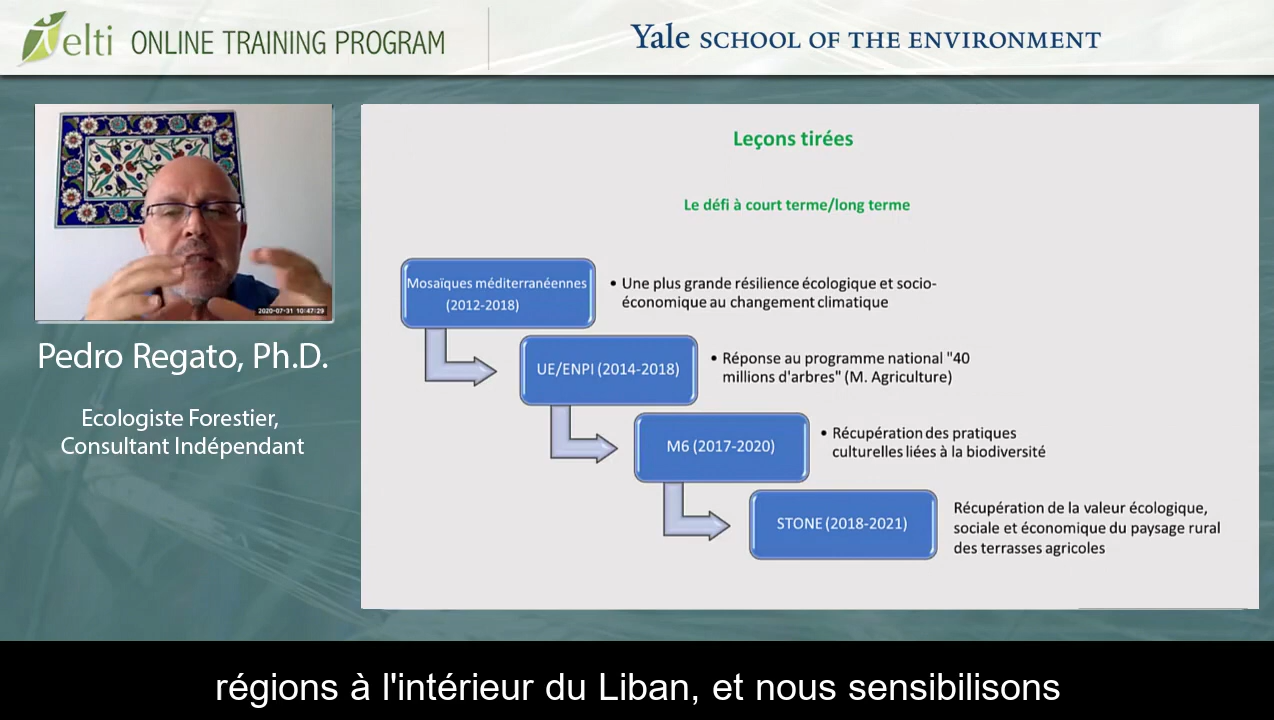 elti ONLINE TRAINING PROGRAM
Yale SCHOOL OF THE ENVIRONMENT
2020-07-31 10:47:29
Pedro Regato, Ph.D.
Ecologiste Forestier,
Consultant Indépendant
Leçons tirées
Le défi à court terme/long terme
Mosaïques méditerranéennes
(2012-2018)
• Une plus grande résilience écologique et socio-
économique au changement climatique
UE/ENPI (2014-2018)
• Réponse au programme national "40
millions d'arbres" (M. Agriculture)
M6 (2017-2020)
• Récupération des pratiques
culturelles liées à la biodiversité
STONE (2018-2021)
Récupération de la valeur écologique,
sociale et économique du paysage rural
des terrasses agricoles
régions à l'intérieur du Liban, et nous sensibilisons